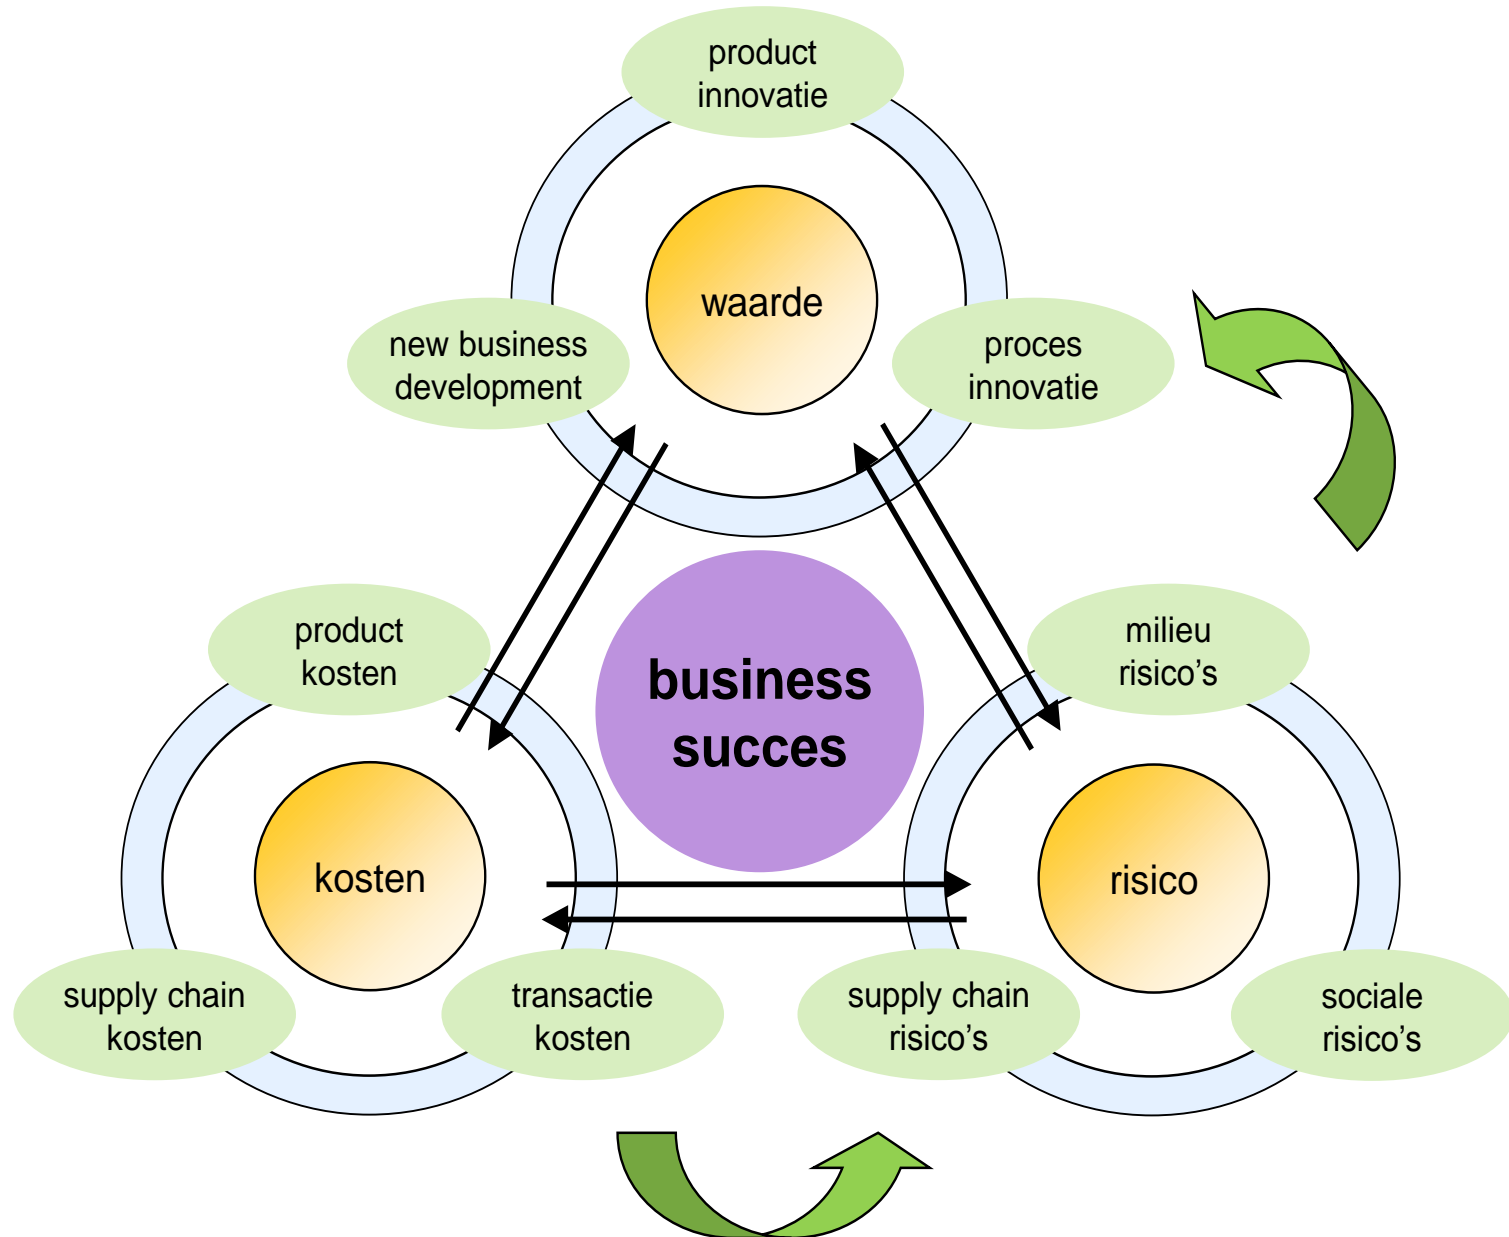 product
innovatie
waarde
new business
development
proces
innovatie
product
kosten
business
succes
milieu
risico’s
kosten
risico
supply chain
kosten
transactie
kosten
supply chain
risico’s
sociale
risico’s